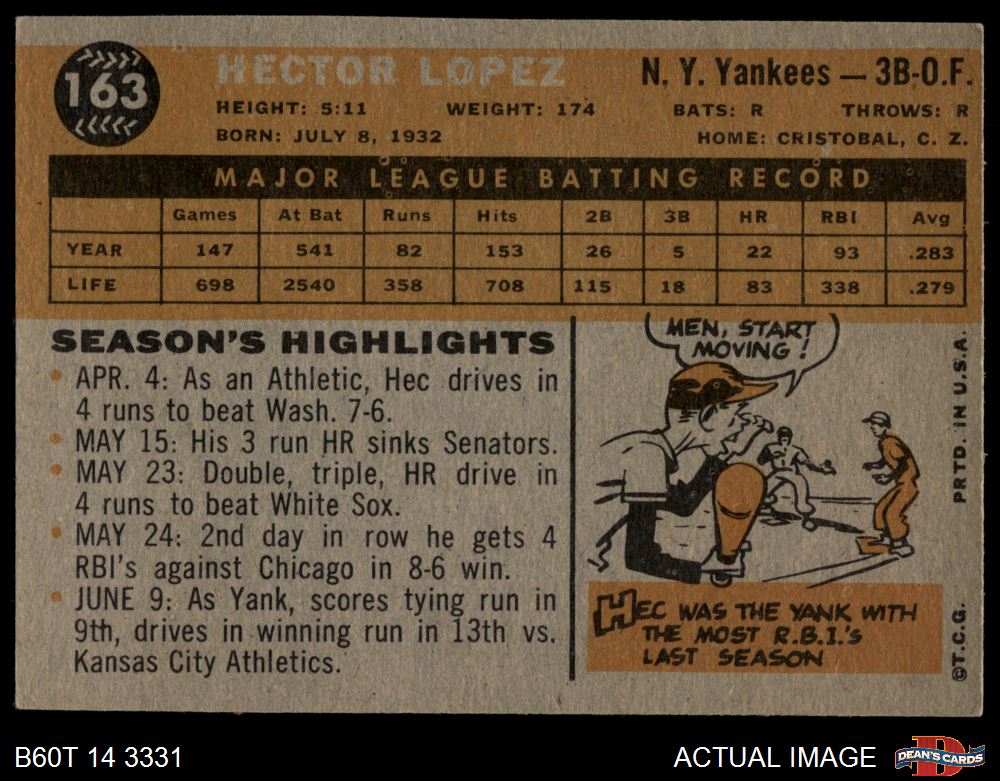 163
HECTOR LOPEZ
N. Y. Yankees — 3B-O.F.
HEIGHT: 5:11 WEIGHT: 174 BATS: R THROWS: R
BORN: JULY 8, 1932 HOME: CRISTOBAL, C. Z.
MAJOR LEAGUE BATTING RECORD
Games At Bat Runs Hits 2B 3B HR RBI Avg
YEAR 147 541 82 153 26 5 22 93 .283
LIFE 698 2540 358 708 115 18 83 338 .279
SEASON'S HIGHLIGHTS
• APR. 4: As an Athletic, Hec drives in
4 runs to beat Wash. 7-6.
• MAY 15: His 3 run HR sinks Senators.
• MAY 23: Double, triple, HR drive in
4 runs to beat White Sox.
• MAY 24: 2nd day in row he gets 4
RBI's against Chicago in 8-6 win.
• JUNE 9: As Yank, scores tying run in
9th, drives in winning run in 13th vs.
Kansas City Athletics.
MEN, START
MOVING!
HEC WAS THE YANK WITH
THE MOST R.B.I.'s
LAST SEASON
©T.C.G. PRTD. IN U.S.A.
B60T 14 3331
ACTUAL IMAGE
D
DEAN'S CARDS